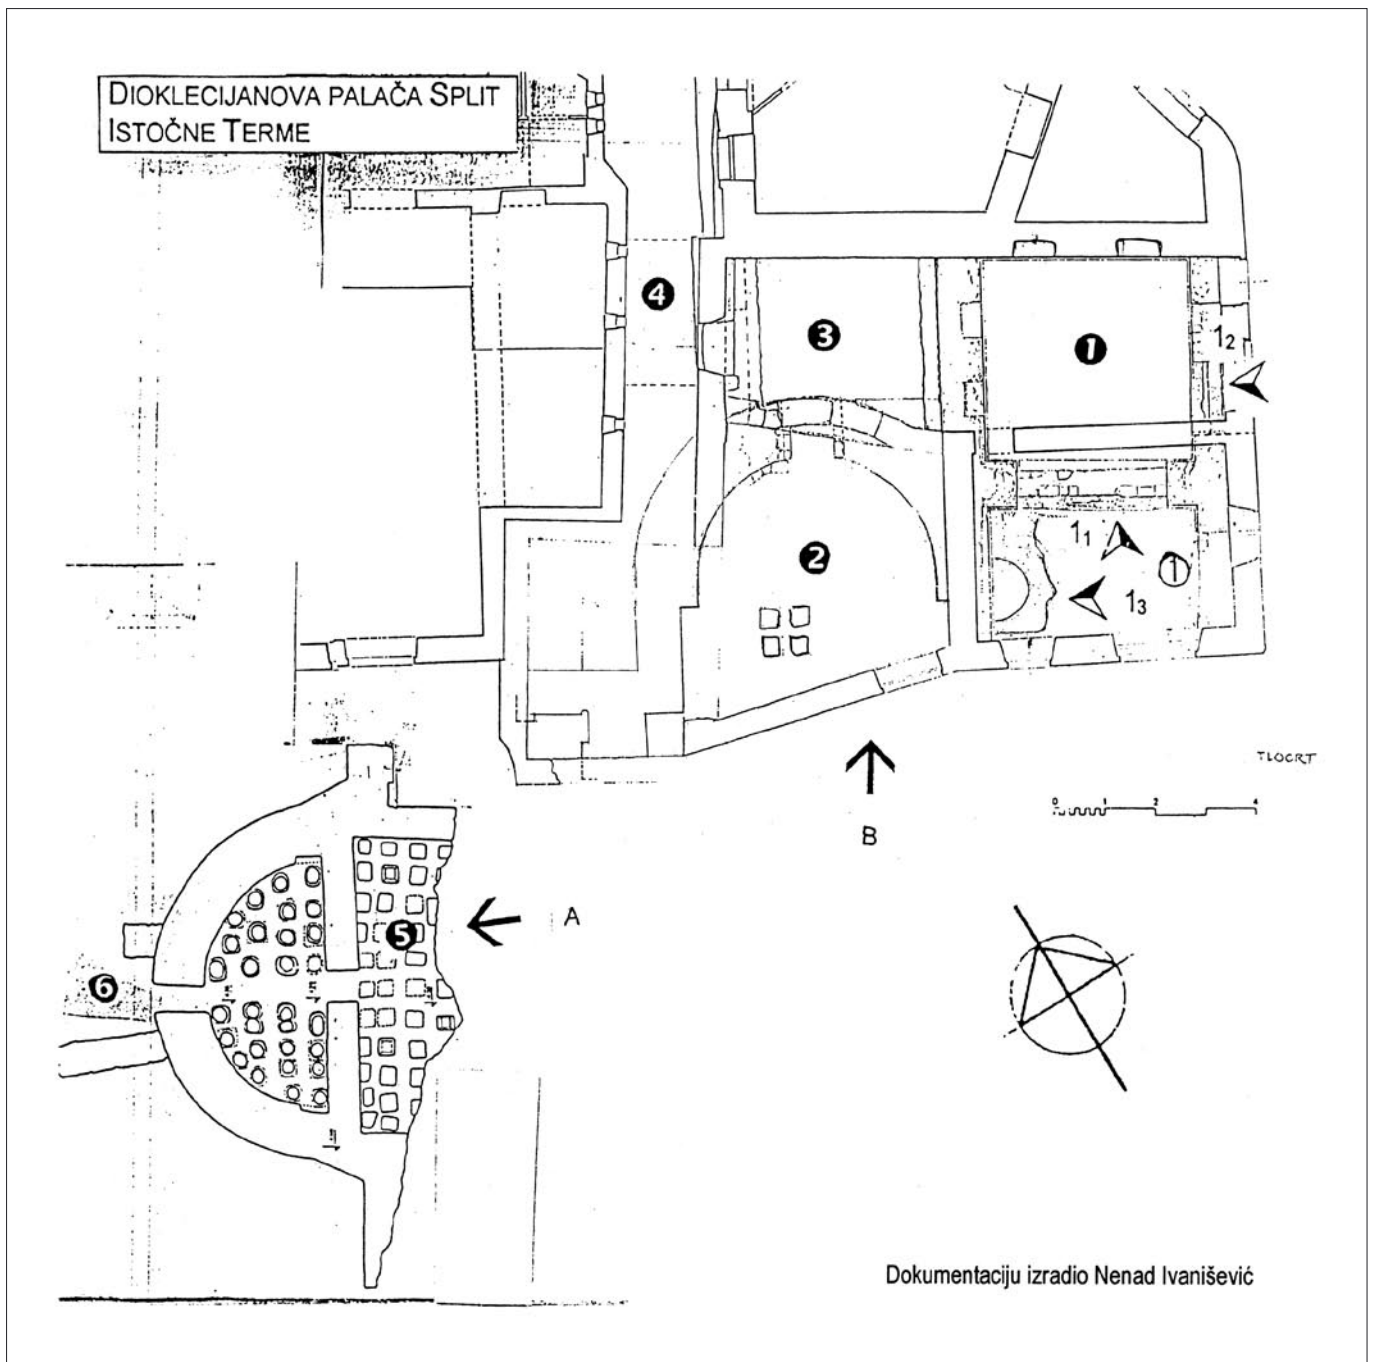 DIOKLECIJANOVA PALAČA SPLIT
ISTOČNE TERME
4
3
1
1₂
2
1₁
1
1₃
TLOCRT
0 1 2 4
B
A
5
6
Dokumentaciju izradio Nenad Ivanišević